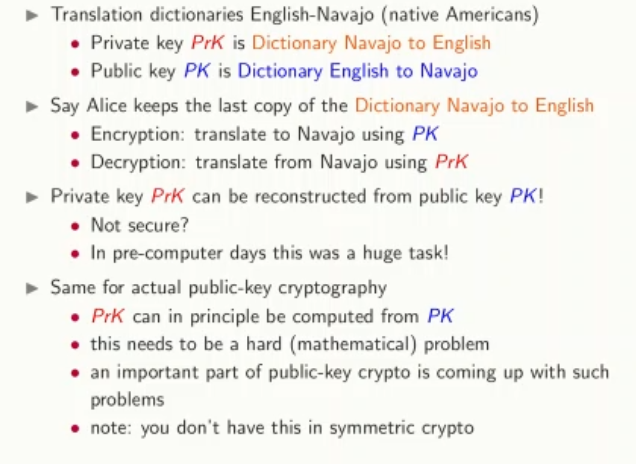 ▶ Translation dictionaries English-Navajo (native Americans)
• Private key PrK is Dictionary Navajo to English
• Public key PK is Dictionary English to Navajo
▶ Say Alice keeps the last copy of the Dictionary Navajo to English
• Encryption: translate to Navajo using PK
• Decryption: translate from Navajo using PrK
▶ Private key PrK can be reconstructed from public key PK!
• Not secure?
• In pre-computer days this was a huge task!
▶ Same for actual public-key cryptography
• PrK can in principle be computed from PK
• this needs to be a hard (mathematical) problem
• an important part of public-key crypto is coming up with such
problems
• note: you don't have this in symmetric crypto